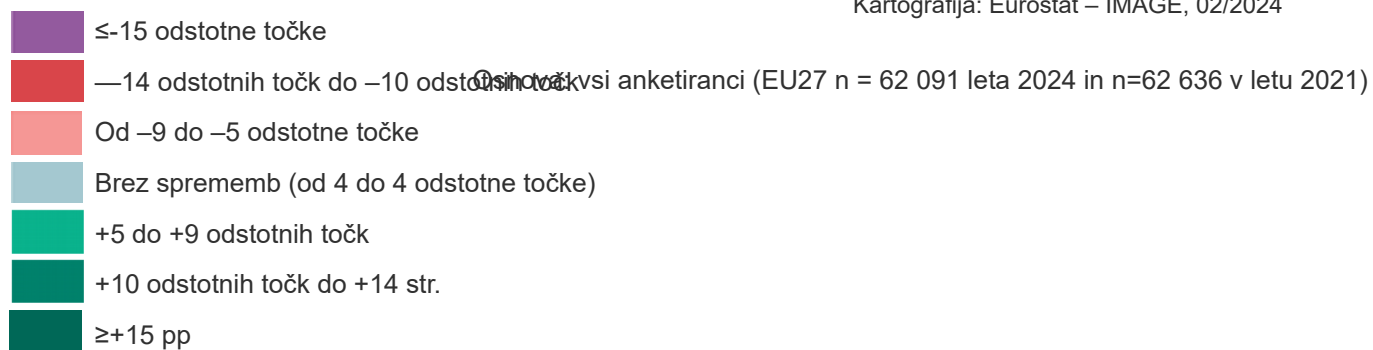 Kartografija: Eurostat – IMAGE, 02/2024
≤-15 odstotne točke
—14 odstotnih točk do –10 odstotnih točk
Osnova: vsi anketiranci (EU27 n = 62 091 leta 2024 in n=62 636 v letu 2021)
Od –9 do –5 odstotne točke
Brez sprememb (od 4 do 4 odstotne točke)
+5 do +9 odstotnih točk
+10 odstotnih točk do +14 str.
≥+15 pp